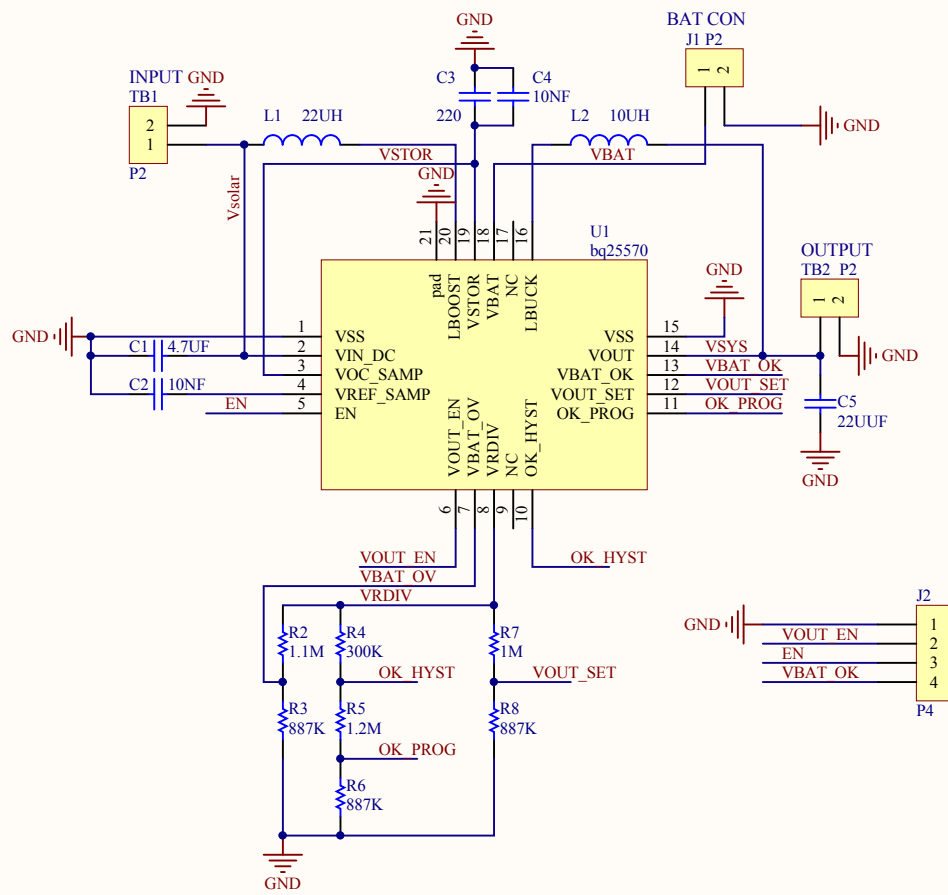 GND
BAT CON
J1 P2
1 2
GND
INPUT GND
TB1
2
1
P2
L1 22UH
C3 C4
10NF
220
L2 10UH
VSTOR
VBAT
GND
Vsolar
21 20 19 18 17 16
U1
bq25570
pad LBOOST VSTOR VBAT NC LBUCK
GND
OUTPUT
TB2 P2
1 2
GND
GND
C1 4.7UF
C2 10NF
EN
1 VSS
2 VIN_DC
3 VOC_SAMP
4 VREF_SAMP
5 EN
VSS 15
VOUT 14 VSYS
VBAT_OK 13 VBAT_OK
VOUT_SET 12 VOUT_SET
OK_PROG 11 OK_PROG
C5
22UUF
GND
VOUT_EN VBAT_OV VRDIV NC OK_HYST
6 7 8 9 10
VOUT_EN
VBAT_OV
VRDIV
OK_HYST
R2
1.1M
R4
300K
R7
1M
OK_HYST
VOUT_SET
R3
887K
R5
1.2M
R8
887K
OK_PROG
R6
887K
GND
J2
GND 1
VOUT_EN 2
EN 3
VBAT_OK 4
P4